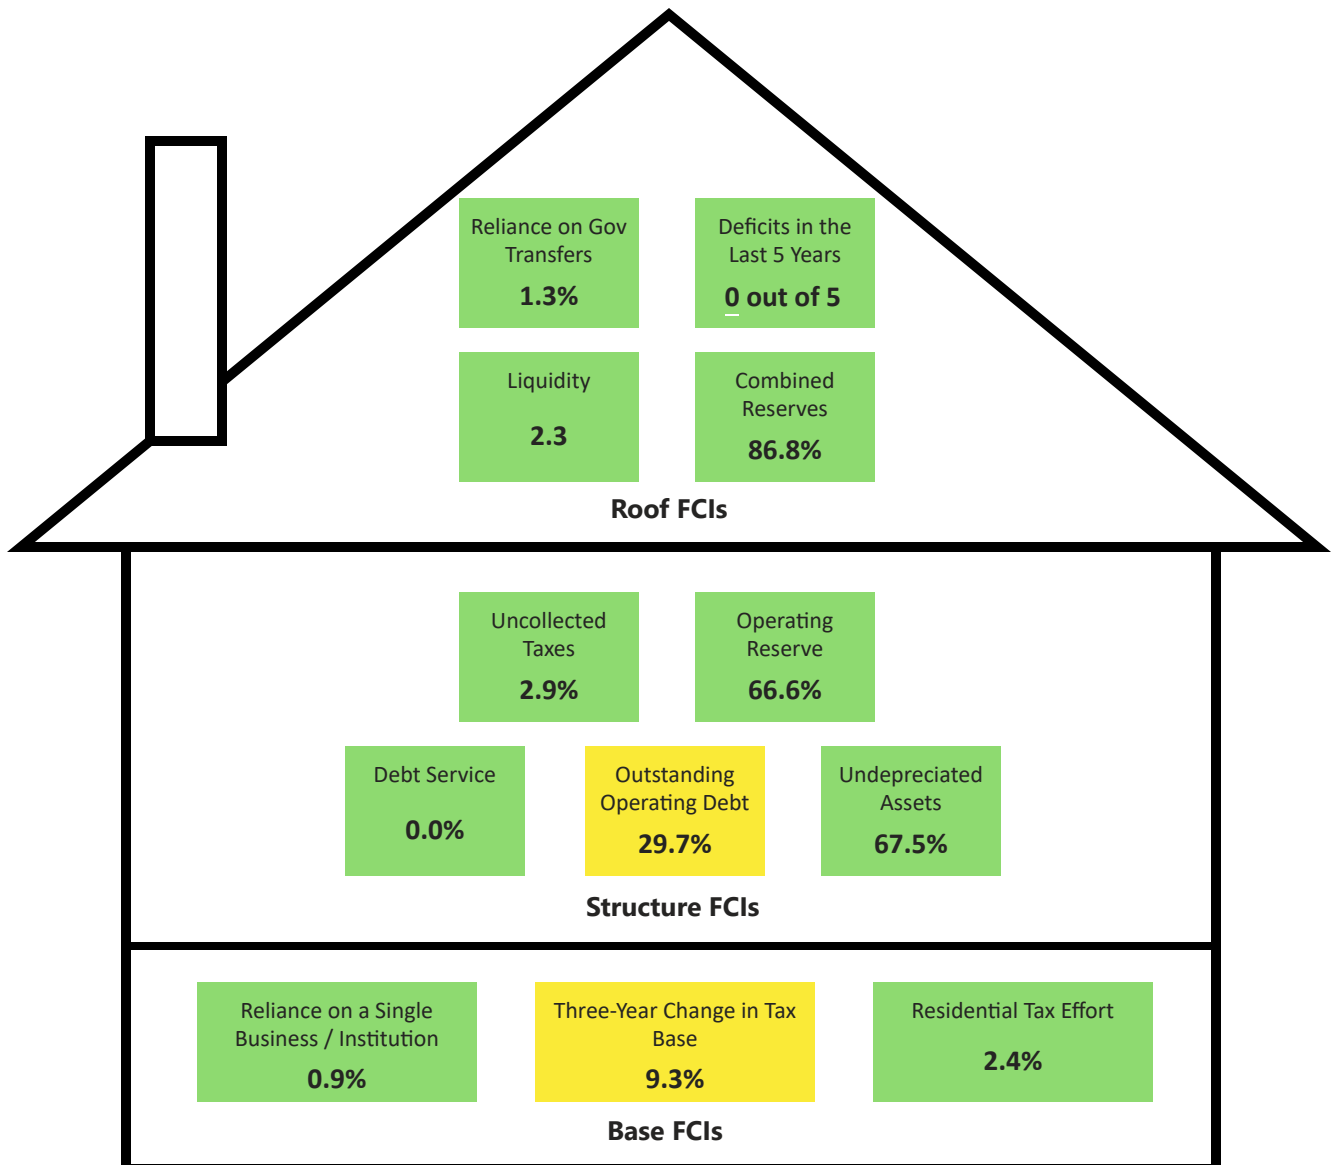 Reliance on Gov
Transfers
1.3%
Deficits in the
Last 5 Years
0 out of 5
Liquidity
2.3
Combined
Reserves
86.8%
Roof FCIs
Uncollected
Taxes
2.9%
Operating
Reserve
66.6%
Debt Service
0.0%
Outstanding
Operating Debt
29.7%
Undepreciated
Assets
67.5%
Structure FCIs
Reliance on a Single
Business / Institution
0.9%
Three-Year Change in Tax
Base
9.3%
Residential Tax Effort
2.4%
Base FCIs